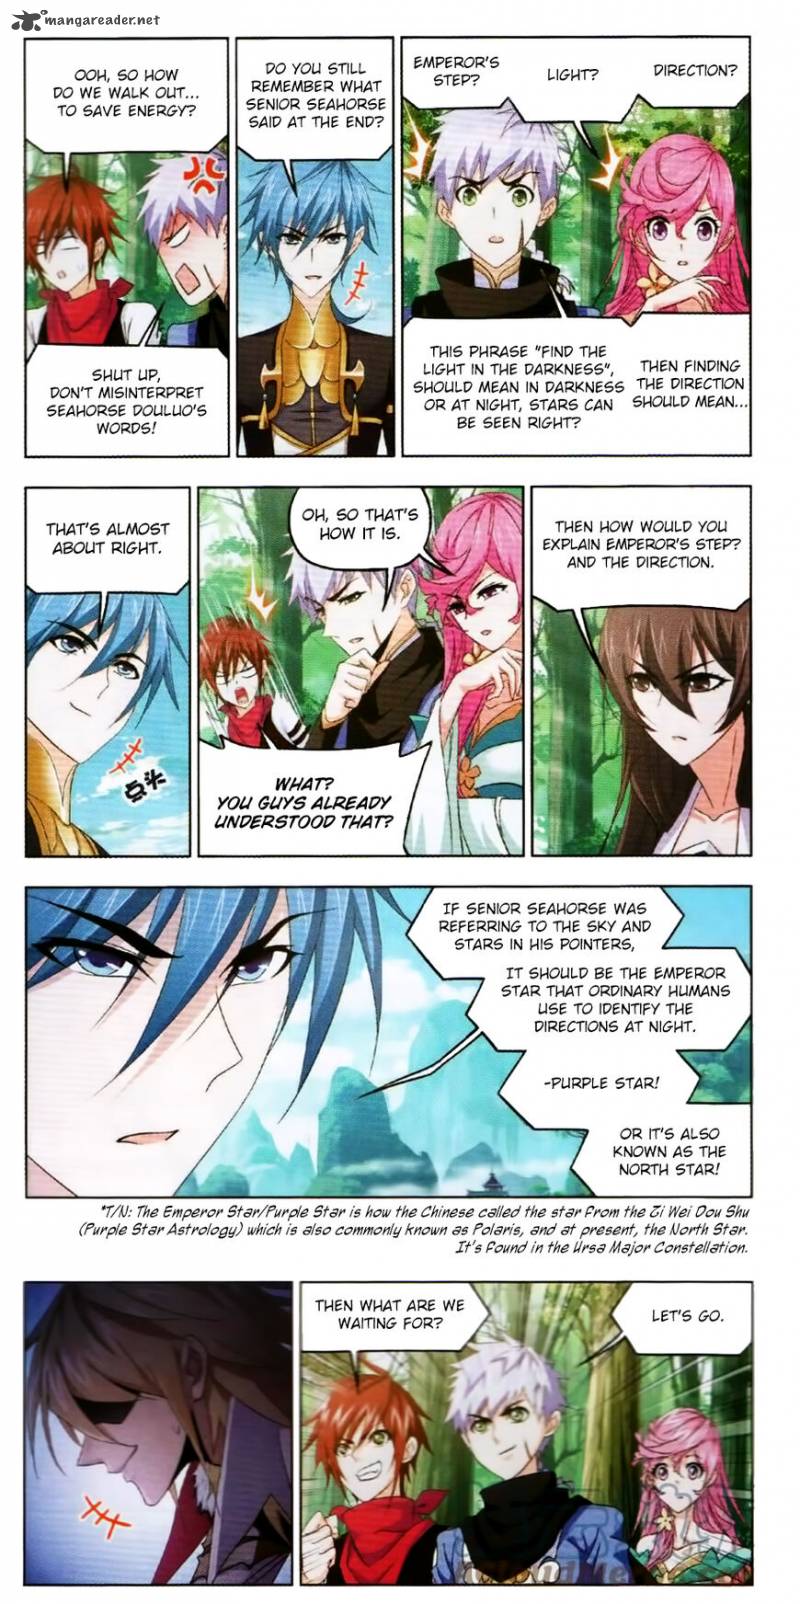 mangareader.net
OOH, SO HOW
DO WE WALK OUT...
TO SAVE ENERGY?
SHUT UP,
DON'T MISINTERPRET
SEAHORSE DOULUO'S
WORDS!
DO YOU STILL
REMEMBER WHAT
SENIOR SEAHORSE
SAID AT THE END?
EMPEROR'S
STEP?
LIGHT?
DIRECTION?
THIS PHRASE "FIND THE
LIGHT IN THE DARKNESS",
SHOULD MEAN IN DARKNESS
OR AT NIGHT, STARS CAN
BE SEEN RIGHT?
THEN FINDING
THE DIRECTION
SHOULD MEAN...
THAT'S ALMOST
ABOUT RIGHT.
点头
OH, SO THAT'S
HOW IT IS.
WHAT?
YOU GUYS ALREADY
UNDERSTOOD THAT?
THEN HOW WOULD YOU
EXPLAIN EMPEROR'S STEP?
AND THE DIRECTION.
IF SENIOR SEAHORSE WAS
REFERRING TO THE SKY AND
STARS IN HIS POINTERS,
IT SHOULD BE THE EMPEROR
STAR THAT ORDINARY HUMANS
USE TO IDENTIFY THE
DIRECTIONS AT NIGHT.
-PURPLE STAR!
OR IT'S ALSO
KNOWN AS THE
NORTH STAR!
*T/N: The Emperor Star/Purple Star is how the Chinese called the star from the Zi Wei Dou Shu
(Purple Star Astrology) which is also commonly known as Polaris, and at present, the North Star.
It's found in the Ursa Major Constellation.
THEN WHAT ARE WE
WAITING FOR?
LET'S GO.